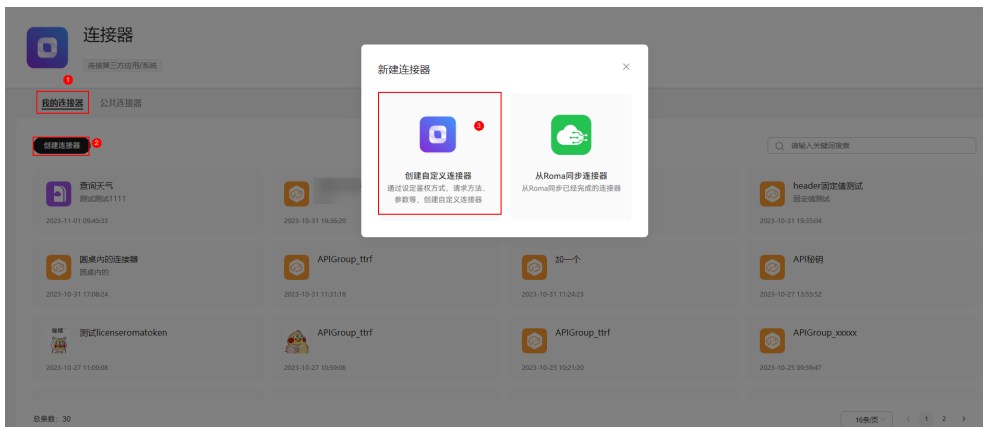 连接器
连接第三方应用/系统
1
我的连接器 公共连接器
创建连接器 2
请输入关键词搜索
新建连接器
3
创建自定义连接器
通过设定鉴权方式、请求方法、
参数等，创建自定义连接器
从Roma同步连接器
从Roma同步已经完成的连接器
查询天气
测试测试1111
2023-11-01 09:40:33
2023-10-31 19:36:20
header固定值测试
固定值测试
2023-10-31 19:35:04
圆桌内的连接器
圆桌内的
2023-10-31 17:08:24
APIGroup_ttrf
2023-10-31 11:31:18
加一个
2023-10-31 11:24:23
API秘钥
2023-10-27 13:55:52
测试licenseromatoken
2023-10-27 11:09:08
APIGroup_ttrf
2023-10-27 10:59:06
APIGroup_ttrf
2023-10-25 10:21:20
APIGroup_xxxxx
2023-10-25 09:59:47
总条数：30
16条/页
1 2